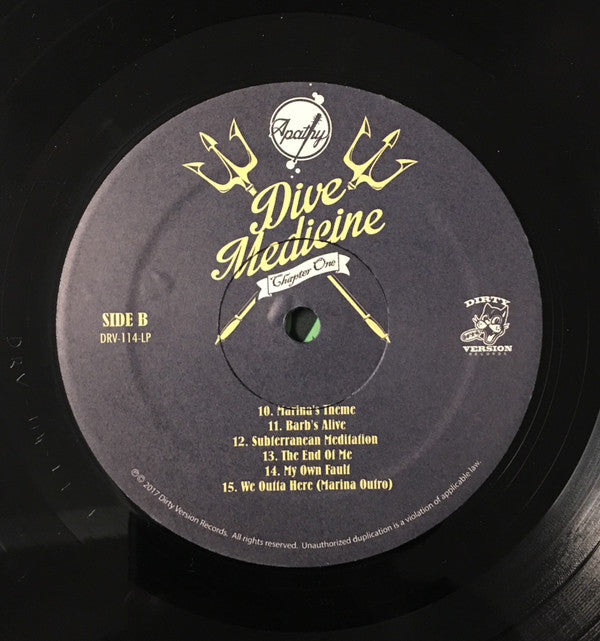 Apathy
Dive
Medicine
Chapter One
SIDE B
DRV-114-LP
DIRTY
VERSION
RECORDS
10. Marina's Theme
11. Barb's Alive
12. Subterranean Meditation
13. The End Of Me
14. My Own Fault
15. We Outta Here (Marina Outro)
℗© 2017 Dirty Version Records. All rights reserved. Unauthorized duplication is a violation of applicable law.